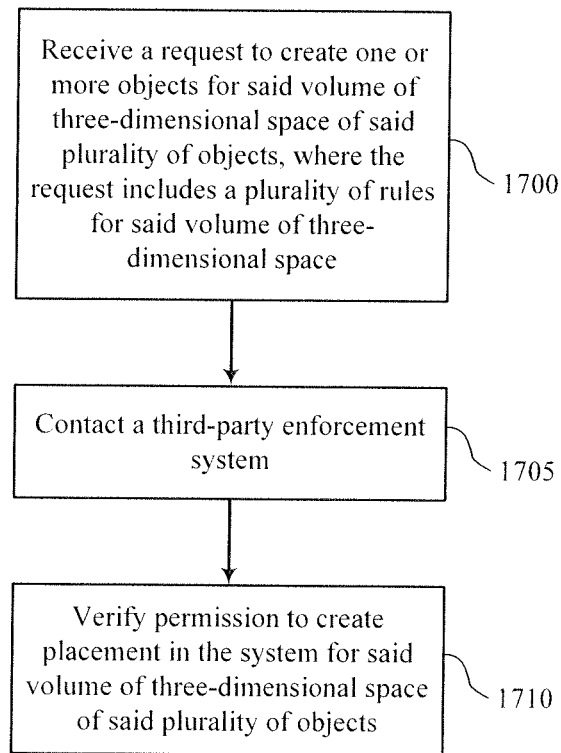 Receive a request to create one or
more objects for said volume of
three-dimensional space of said
plurality of objects, where the
request includes a plurality of rules
for said volume of three-
dimensional space
1700
Contact a third-party enforcement
system
1705
Verify permission to create
placement in the system for said
volume of three-dimensional space
of said plurality of objects
1710